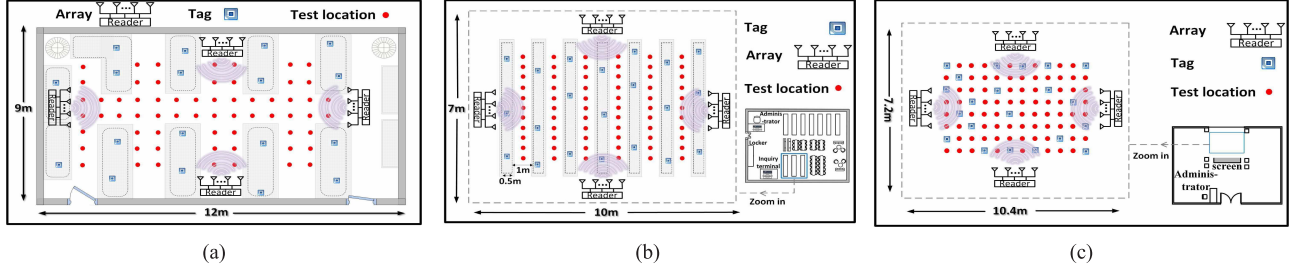 Array
Reader
Tag
Test location
Reader
Reader
Reader
Reader
9m
12m
(a)
Reader
Reader
Reader
Reader
7m
1m
0.5m
10m
Tag
Array
Reader
Test location
Adminis
-trator
Locker
Inquiry
terminal
Zoom in
(b)
Reader
Reader
Reader
Reader
7.2m
10.4m
Array
Reader
Tag
Test location
Zoom in
screen
Adminis-
trator
(c)